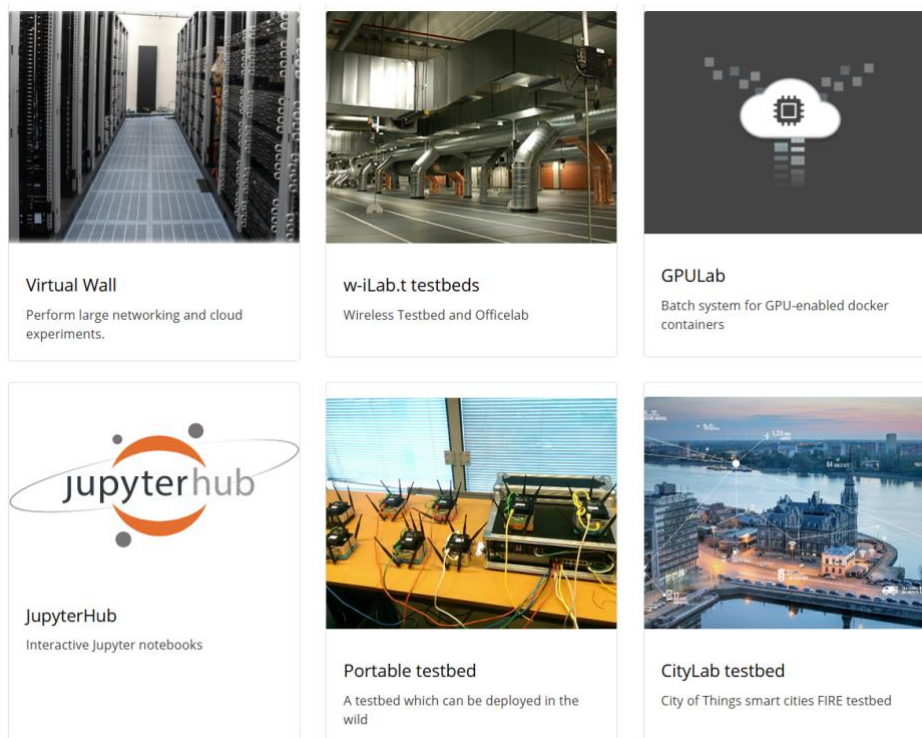 Virtual Wall
Perform large networking and cloud
experiments.
w-iLab.t testbeds
Wireless Testbed and Officelab
GPULab
Batch system for GPU-enabled docker
containers
jupyterhub
JupyterHub
Interactive Jupyter notebooks
Portable testbed
A testbed which can be deployed in the
wild
CityLab testbed
City of Things smart cities FIRE testbed